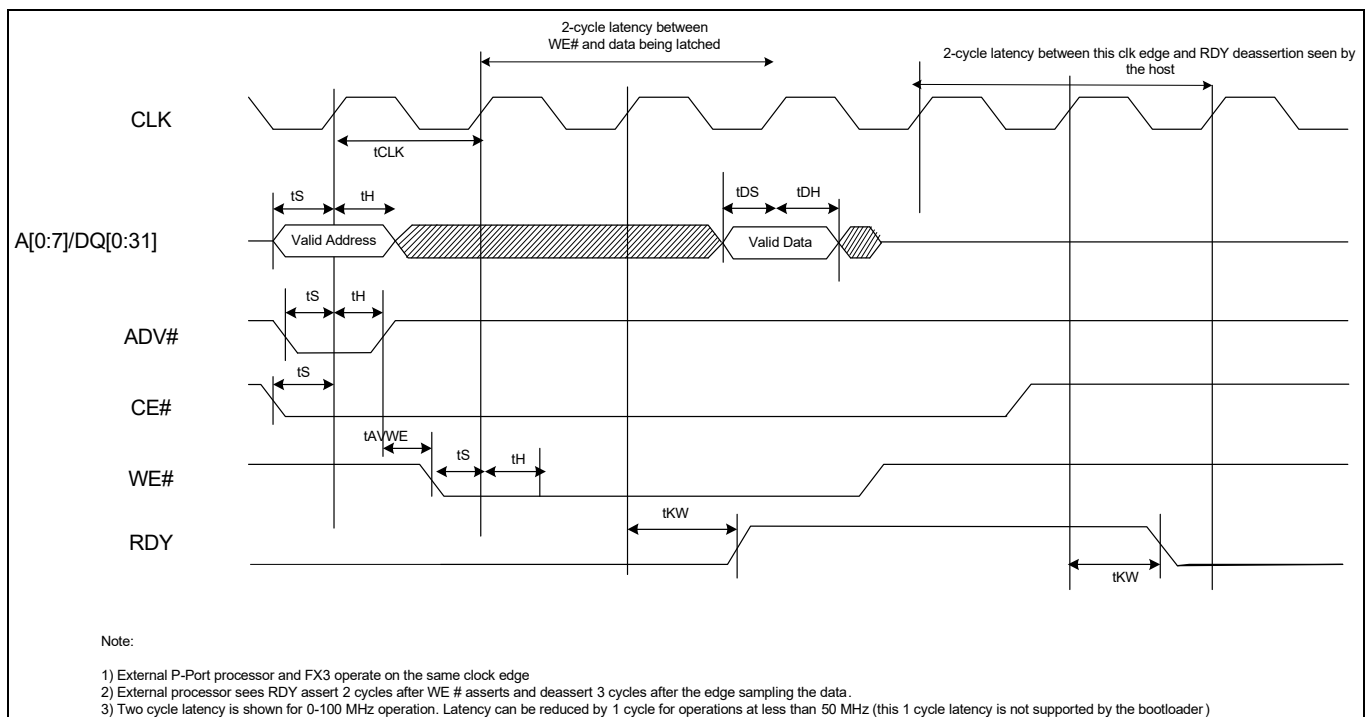 2-cycle latency between
WE# and data being latched
2-cycle latency between this clk edge and RDY deassertion seen by
the host
CLK
tCLK
tS
tH
tDS
tDH
A[0:7]/DQ[0:31]
Valid Address
Valid Data
tS
tH
ADV#
tS
CE#
tAVWE
tS
tH
WE#
tKW
RDY
tKW
Note:
1) External P-Port processor and FX3 operate on the same clock edge
2) External processor sees RDY assert 2 cycles after WE # asserts and deassert 3 cycles after the edge sampling the data.
3) Two cycle latency is shown for 0-100 MHz operation. Latency can be reduced by 1 cycle for operations at less than 50 MHz (this 1 cycle latency is not supported by the bootloader)